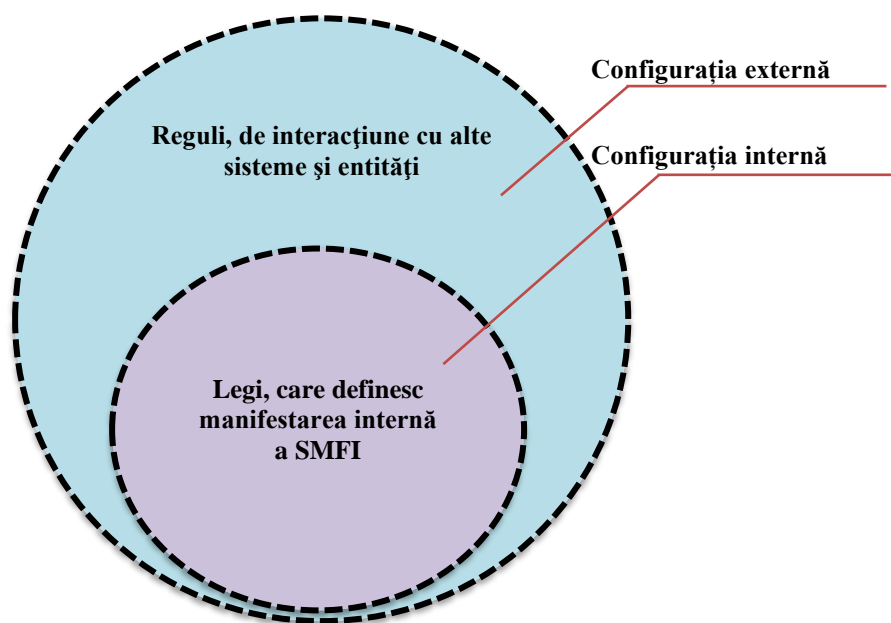 Configurația externă
Reguli, de interacţiune cu alte
sisteme şi entităţi
Configurația internă
Legi, care definesc
manifestarea internă
a SMFI